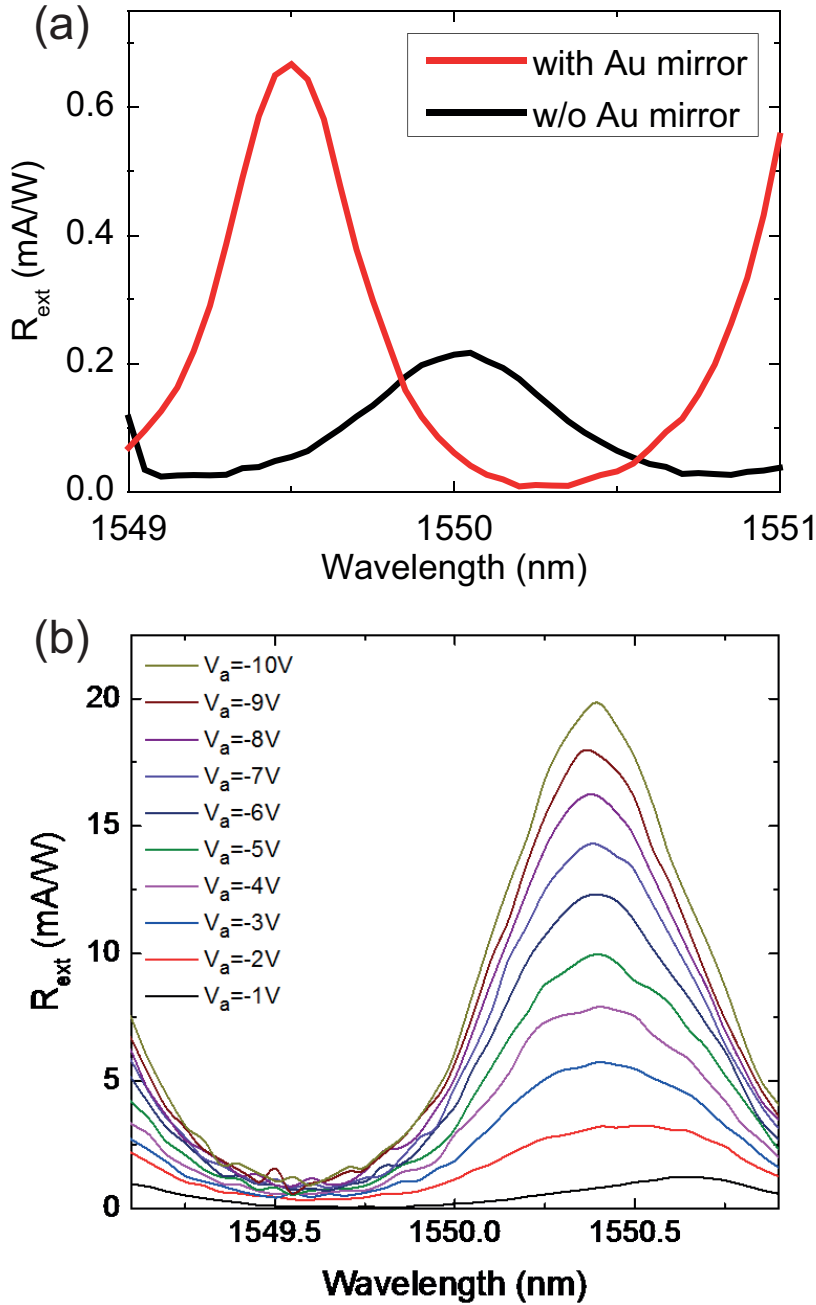 (a)
with Au mirror
w/o Au mirror
0.6
0.4
0.2
0.0
R_ext (mA/W)
1549
1550
1551
Wavelength (nm)
(b)
V_a=-10V
V_a=-9V
V_a=-8V
V_a=-7V
V_a=-6V
V_a=-5V
V_a=-4V
V_a=-3V
V_a=-2V
V_a=-1V
20
15
10
5
0
R_ext (mA/W)
1549.5
1550.0
1550.5
Wavelength (nm)